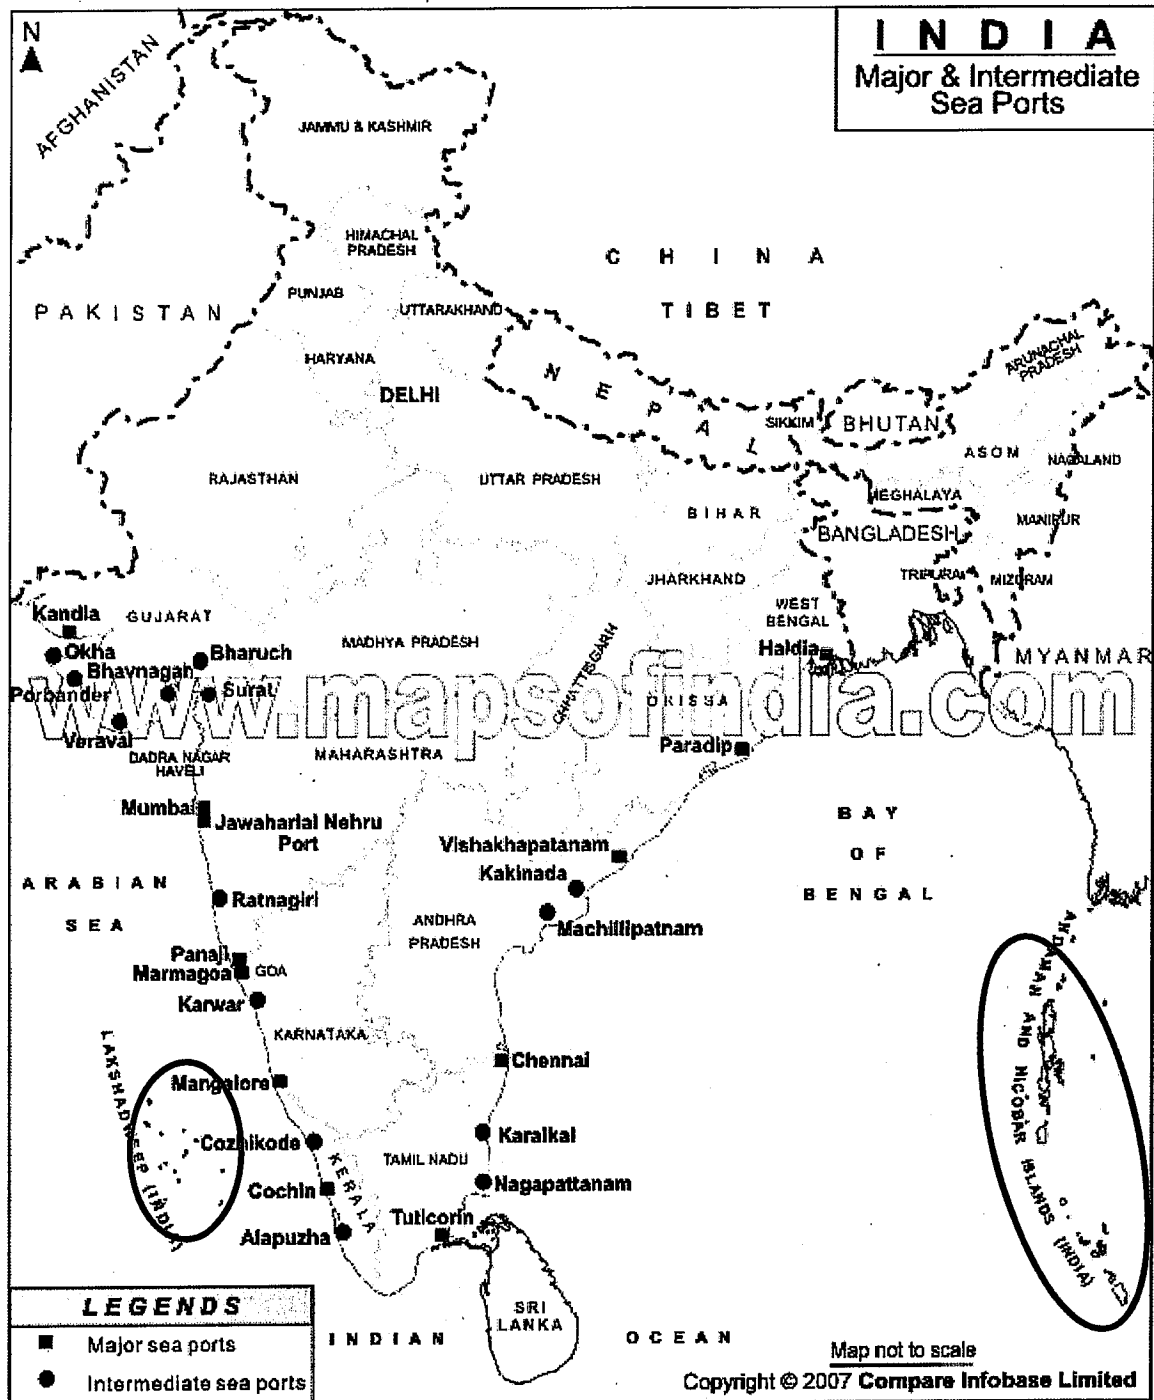 N
I N D I A
Major & Intermediate
Sea Ports
AFGHANISTAN
JAMMU & KASHMIR
HIMACHAL
PRADESH
C H I N A
PUNJAB
UTTARAKHAND
TIBET
PAKISTAN
HARYANA
ARUNACHAL
PRADESH
DELHI
NEPAL
SIKKIM
BHUTAN
ASOM
NAGALAND
RAJASTHAN
UTTAR PRADESH
MEGHALAYA
BIHAR
MANIPUR
BANGLADESH
JHARKHAND
TRIPURA
MIZORAM
Kandla
GUJARAT
WEST
BENGAL
MADHYA PRADESH
CHHATTISGARH
Haldia
Okha
Bharuch
MYANMAR
Bhavnagah
Porbander
Surat
ORISSA
www.mapsofindia.com
Veraval
DADRA NAGAR
HAVELI
MAHARASHTRA
Paradip
Mumbai
Jawaharlal Nehru
Port
BAY
OF
BENGAL
Vishakhapatanam
Kakinada
ARABIAN
SEA
Ratnagiri
ANDHRA
PRADESH
Machillipatnam
Panaji
Marmagoa
GOA
Karwar
KARNATAKA
ANDAMAN AND NICOBAR ISLANDS (INDIA)
LAKSHADWEEP (INDIA)
Chennai
Mangalore
Cozhikode
Karaikal
KERALA
TAMIL NADU
Cochin
Nagapattanam
Alapuzha
Tuticorin
LEGENDS
Major sea ports
Intermediate sea ports
SRI
LANKA
INDIAN OCEAN
Map not to scale
Copyright © 2007 Compare Infobase Limited